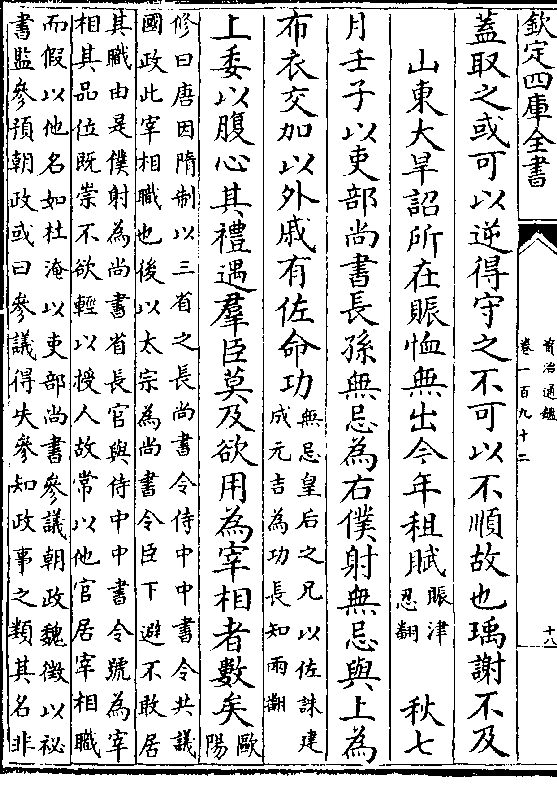 欽定四庫全書
資治通鑑
卷一百九十二
十八
蓋取之或可以逆得守之不可以不順故也瑀謝不及
山東大旱詔所在賑恤無出今年租賦賑津忍翻秋七
月壬子以吏部尚書長孫無忌為右僕射無忌與上為
布衣交加以外戚有佐命功無忌皇后之兄以佐誅建成元吉為功長知雨翻
上委以腹心其禮遇羣臣莫及欲用為宰相者數矣歐陽
修曰唐因隋制以三省之長尚書令侍中中書令共議
國政此宰相職也後以太宗為尚書令臣下避不敢居
其職由是僕射為尚書省長官與侍中中書令號為宰
相其品位既崇不欲輕以授人故常以他官居宰相職
而假以他名如杜淹以吏部尚書參議朝政魏徵以祕
書監參預朝政或曰參議得失參知政事之類其名非